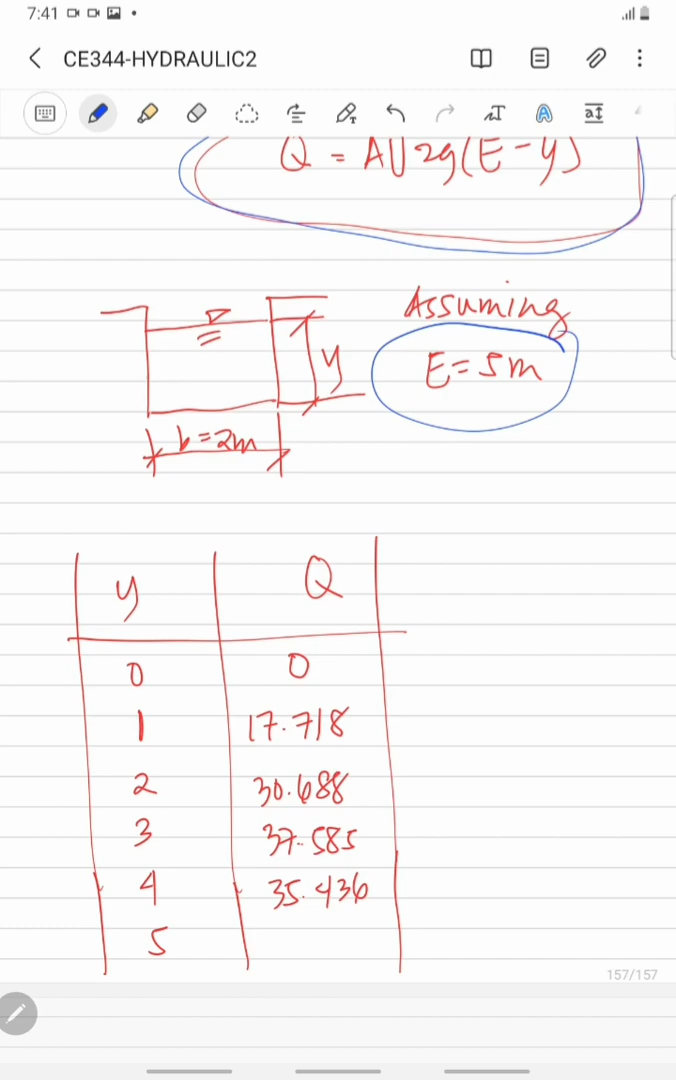 7:41
CE344-HYDRAULIC2
Q = A√2g(E-y)
Assuming
E = 5m
y
b = 2m
y Q
0 0
1 17.718
2 30.688
3 37.585
4 35.436
5
157/157